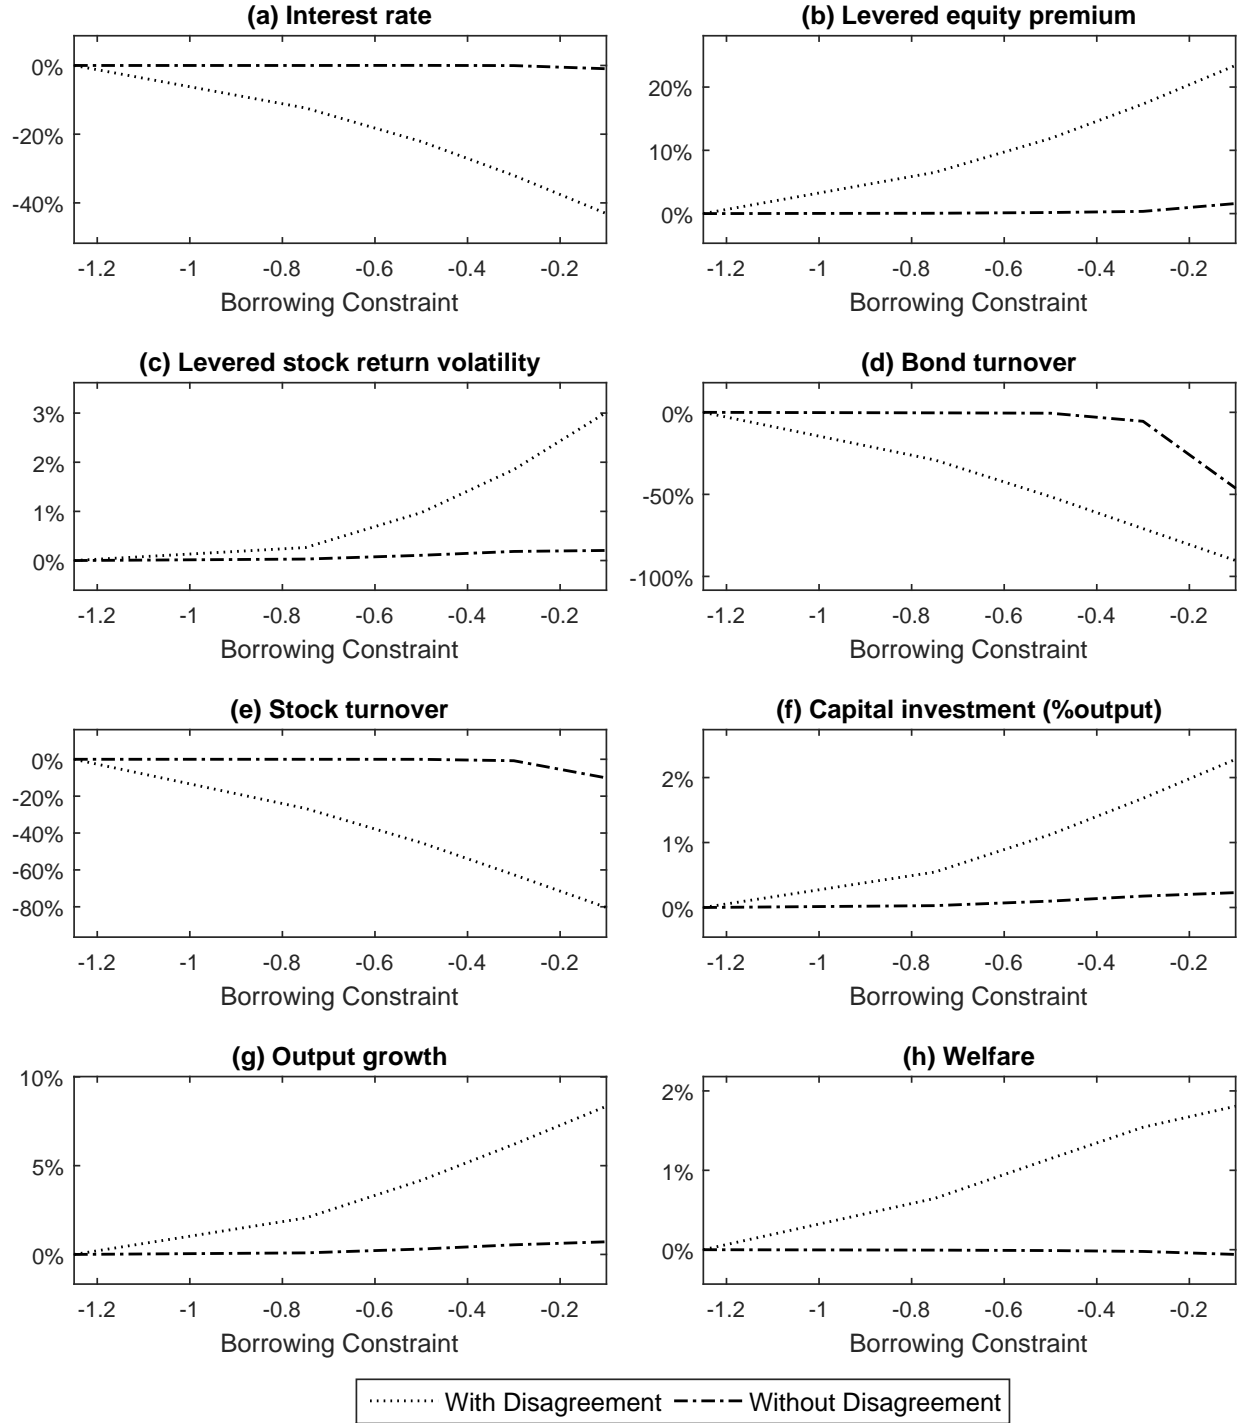 (a) Interest rate
0%
-20%
-40%
-1.2 -1 -0.8 -0.6 -0.4 -0.2
Borrowing Constraint
(b) Levered equity premium
20%
10%
0%
-1.2 -1 -0.8 -0.6 -0.4 -0.2
Borrowing Constraint
(c) Levered stock return volatility
3%
2%
1%
0%
-1.2 -1 -0.8 -0.6 -0.4 -0.2
Borrowing Constraint
(d) Bond turnover
0%
-50%
-100%
-1.2 -1 -0.8 -0.6 -0.4 -0.2
Borrowing Constraint
(e) Stock turnover
0%
-20%
-40%
-60%
-80%
-1.2 -1 -0.8 -0.6 -0.4 -0.2
Borrowing Constraint
(f) Capital investment (%output)
2%
1%
0%
-1.2 -1 -0.8 -0.6 -0.4 -0.2
Borrowing Constraint
(g) Output growth
10%
5%
0%
-1.2 -1 -0.8 -0.6 -0.4 -0.2
Borrowing Constraint
(h) Welfare
2%
1%
0%
-1.2 -1 -0.8 -0.6 -0.4 -0.2
Borrowing Constraint
With Disagreement Without Disagreement